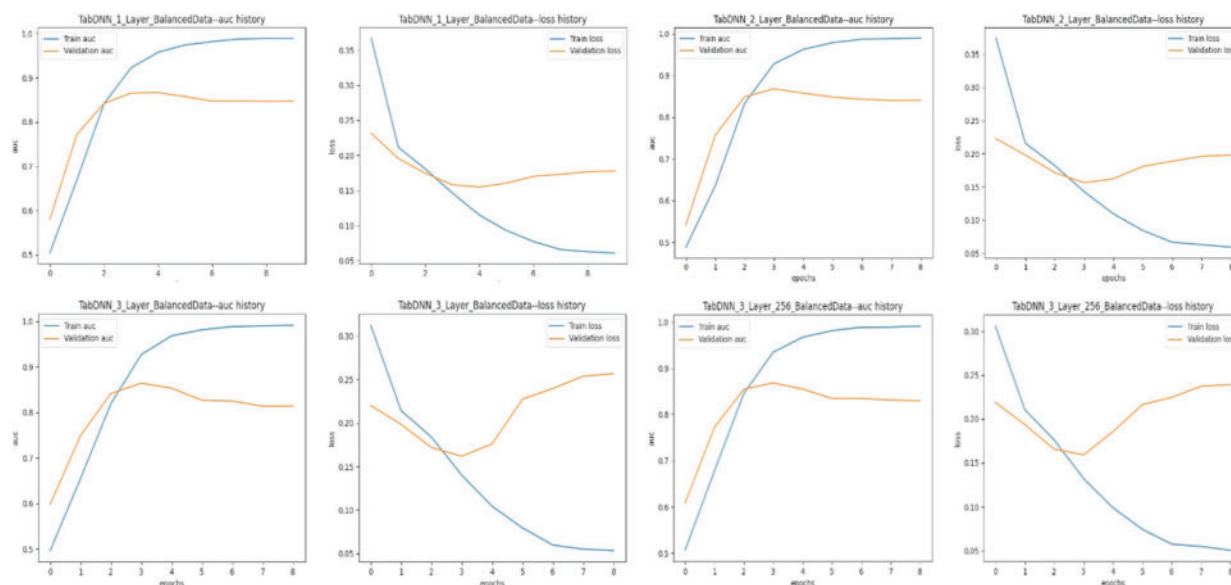 TabDNN_1_Layer_BalancedData--auc history
Train auc
Validation auc
1.0
0.9
0.8
0.7
0.6
0.5
auc
0 2 4 6 8
TabDNN_1_Layer_BalancedData--loss history
Train loss
Validation loss
0.35
0.30
0.25
0.20
0.15
0.10
0.05
loss
0 2 4 6 8
TabDNN_2_Layer_BalancedData--auc history
Train auc
Validation auc
1.0
0.9
0.8
0.7
0.6
0.5
auc
0 1 2 3 4 5 6 7 8
epochs
TabDNN_2_Layer_BalancedData--loss history
Train loss
Validation loss
0.35
0.30
0.25
0.20
0.15
0.10
0.05
loss
0 1 2 3 4 5 6 7 8
epochs
TabDNN_3_Layer_BalancedData--auc history
Train auc
Validation auc
1.0
0.9
0.8
0.7
0.6
0.5
auc
0 1 2 3 4 5 6 7 8
epochs
TabDNN_3_Layer_BalancedData--loss history
Train loss
Validation loss
0.30
0.25
0.20
0.15
0.10
0.05
loss
0 1 2 3 4 5 6 7 8
epochs
TabDNN_3_Layer_256_BalancedData--auc history
Train auc
Validation auc
1.0
0.9
0.8
0.7
0.6
0.5
auc
0 1 2 3 4 5 6 7 8
epochs
TabDNN_3_Layer_256_BalancedData--loss history
Train loss
Validation loss
0.30
0.25
0.20
0.15
0.10
0.05
loss
0 1 2 3 4 5 6 7 8
epochs